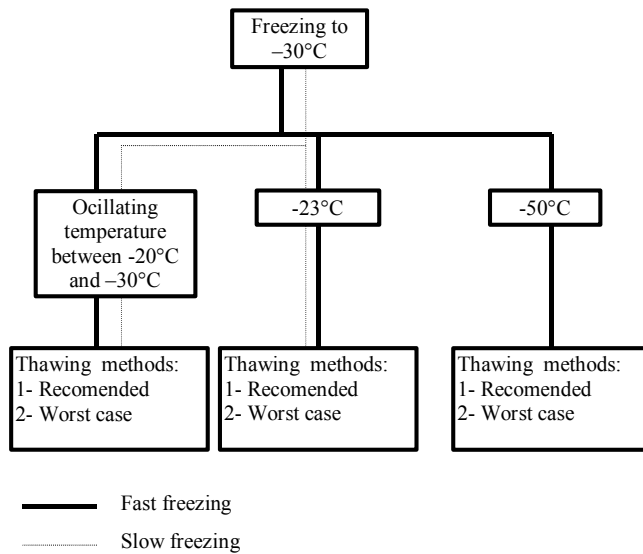 Freezing to
–30°C
Ocillating
temperature
between -20°C
and –30°C
-23°C
-50°C
Thawing methods:
1- Recomended
2- Worst case
Thawing methods:
1- Recomended
2- Worst case
Thawing methods:
1- Recomended
2- Worst case
Fast freezing
Slow freezing